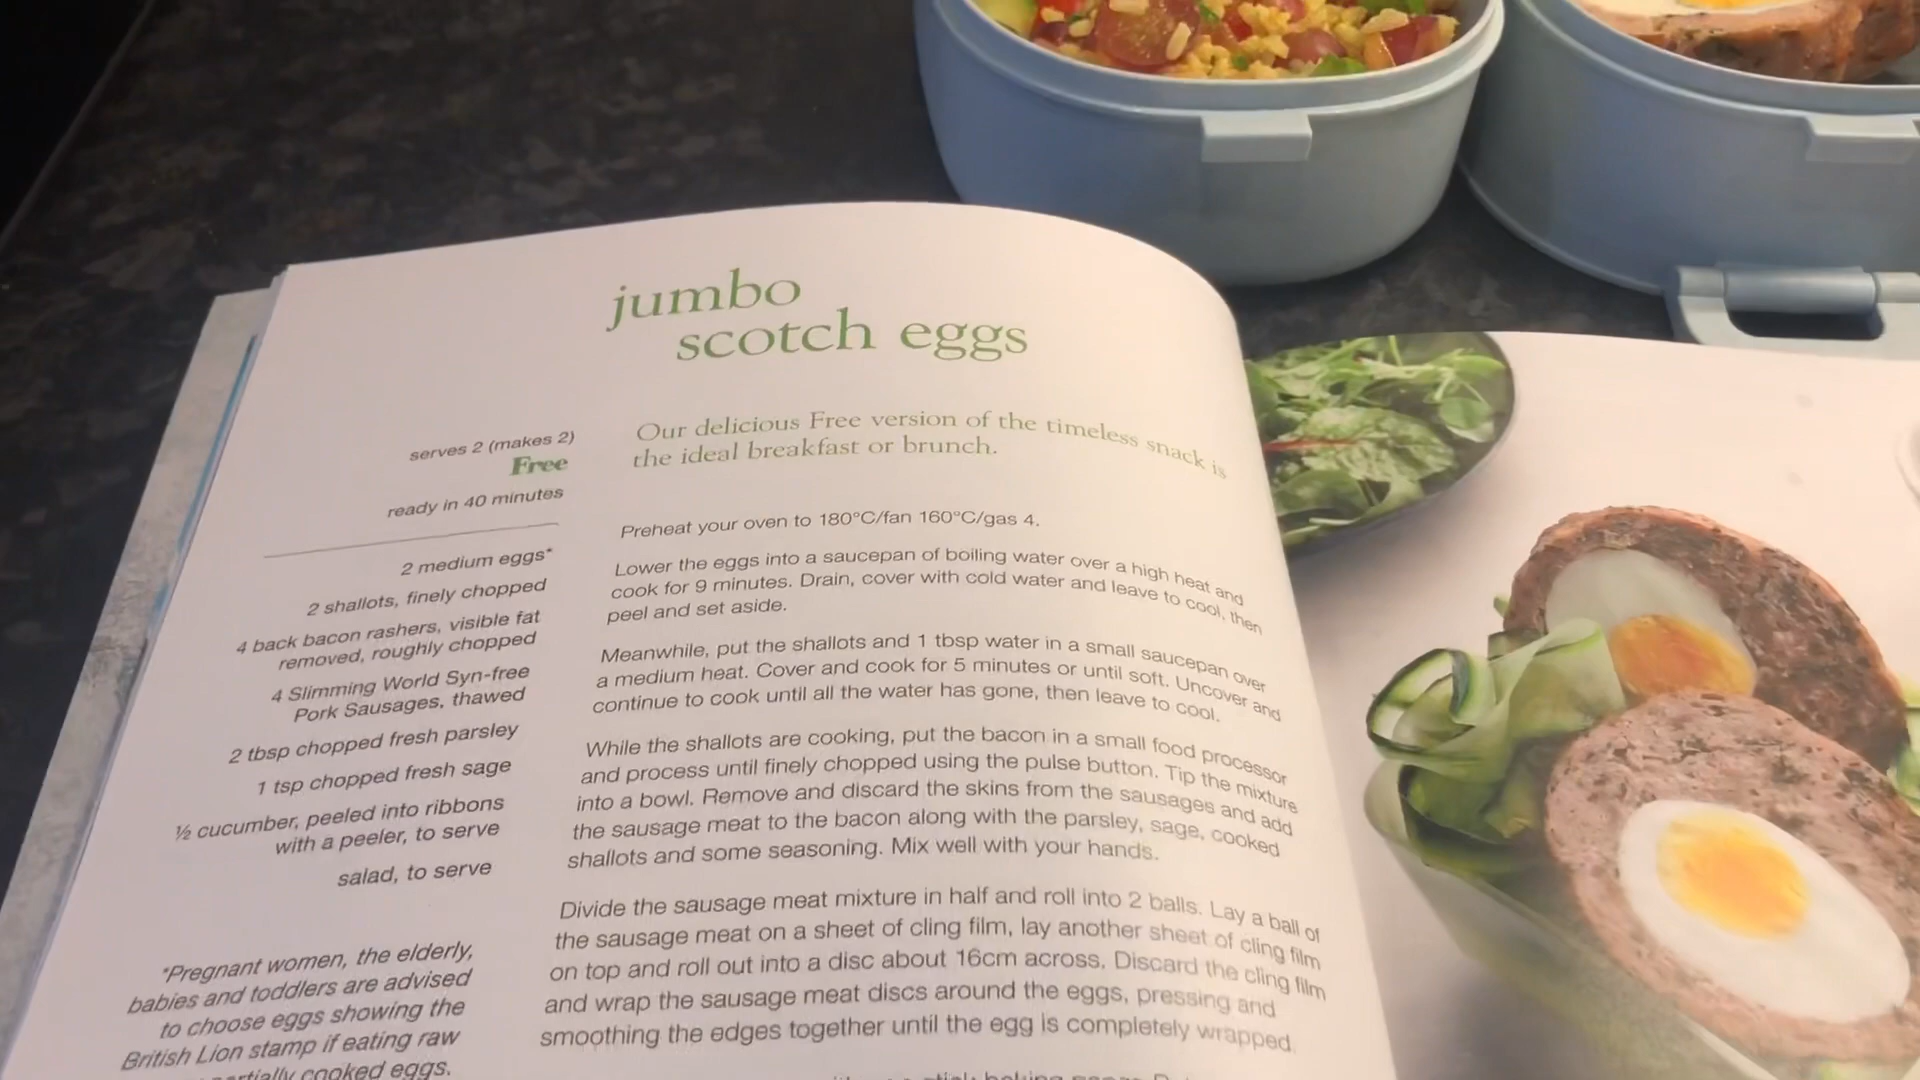 jumbo
scotch eggs
Our delicious Free version of the timeless snack is
the ideal breakfast or brunch.
serves 2 (makes 2)
Free
ready in 40 minutes
2 medium eggs*
2 shallots, finely chopped
4 back bacon rashers, visible fat
removed, roughly chopped
4 Slimming World Syn-free
Pork Sausages, thawed
2 tbsp chopped fresh parsley
1 tsp chopped fresh sage
½ cucumber, peeled into ribbons
with a peeler, to serve
salad, to serve
*Pregnant women, the elderly,
babies and toddlers are advised
to choose eggs showing the
British Lion stamp if eating raw
partially cooked eggs.
Preheat your oven to 180°C/fan 160°C/gas 4.
Lower the eggs into a saucepan of boiling water over a high heat and
cook for 9 minutes. Drain, cover with cold water and leave to cool, then
peel and set aside.
Meanwhile, put the shallots and 1 tbsp water in a small saucepan over
a medium heat. Cover and cook for 5 minutes or until soft. Uncover and
continue to cook until all the water has gone, then leave to cool.
While the shallots are cooking, put the bacon in a small food processor
and process until finely chopped using the pulse button. Tip the mixture
into a bowl. Remove and discard the skins from the sausages and add
the sausage meat to the bacon along with the parsley, sage, cooked
shallots and some seasoning. Mix well with your hands.
Divide the sausage meat mixture in half and roll into 2 balls. Lay a ball of
the sausage meat on a sheet of cling film, lay another sheet of cling film
on top and roll out into a disc about 16cm across. Discard the cling film
and wrap the sausage meat discs around the eggs, pressing and
smoothing the edges together until the egg is completely wrapped.